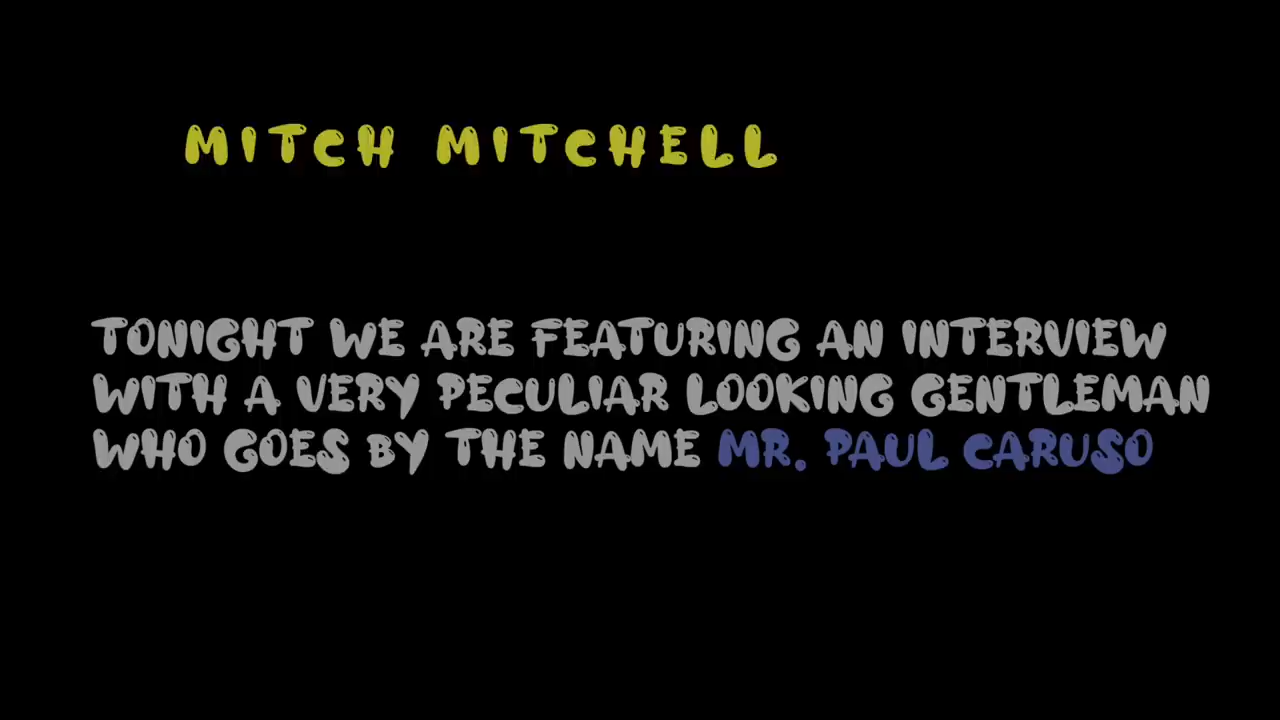 MITCH MITCHELL
TONIGHT WE ARE FEATURING AN INTERVIEW
WITH A VERY PECULIAR LOOKING GENTLEMAN
WHO GOES BY THE NAME MR. PAUL CARUSO